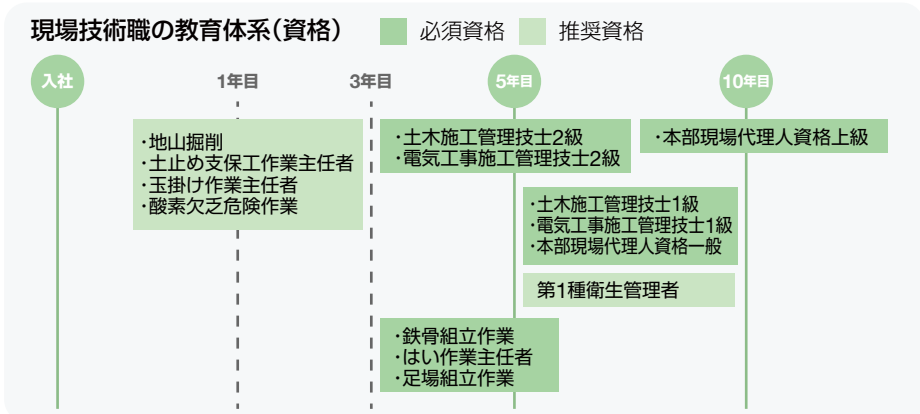 現場技術職の教育体系(資格)
必須資格
推奨資格
入社
1年目
3年目
5年目
10年目
・地山掘削
・土止め支保工作業主任者
・玉掛け作業主任者
・酸素欠乏危険作業
・土木施工管理技士2級
・電気工事施工管理技士2級
・本部現場代理人資格上級
・土木施工管理技士1級
・電気工事施工管理技士1級
・本部現場代理人資格一般
第1種衛生管理者
・鉄骨組立作業
・はい作業主任者
・足場組立作業